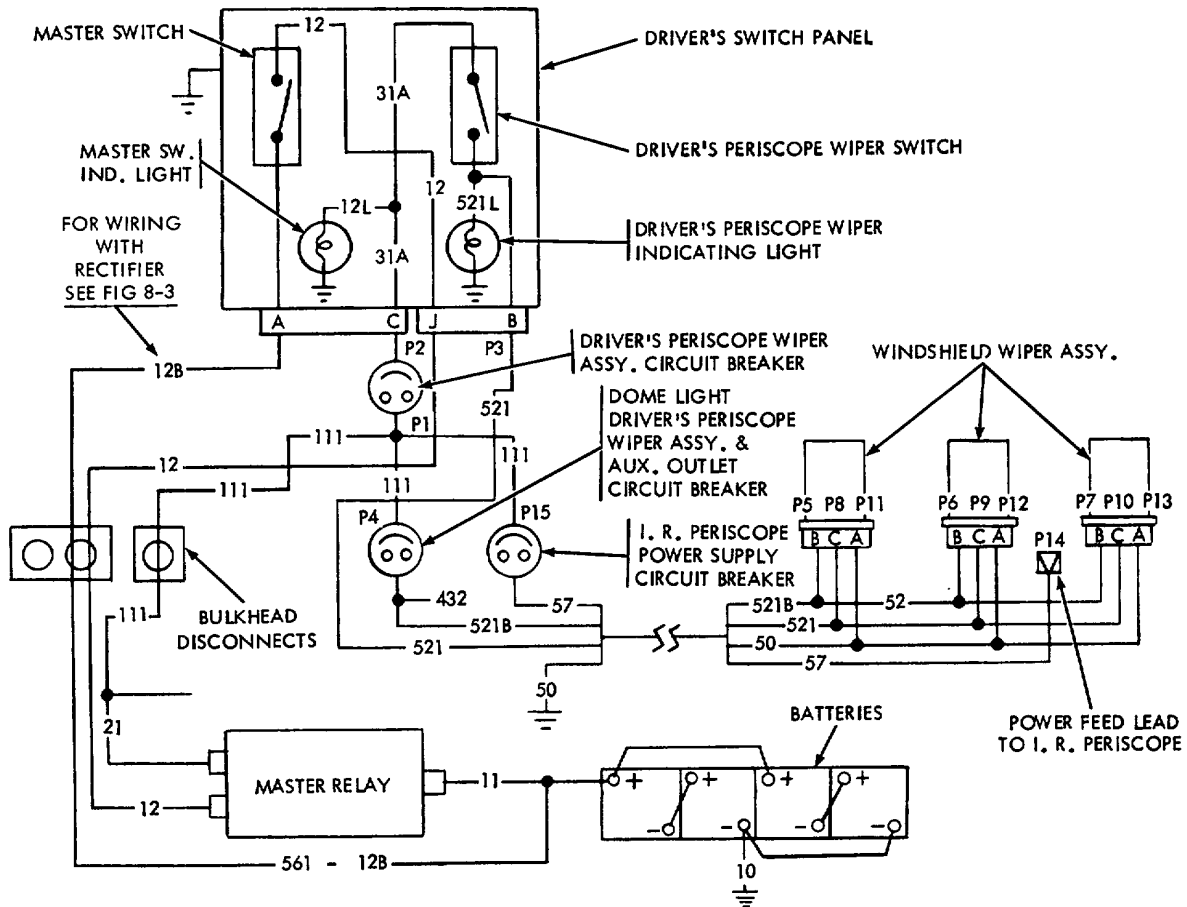 MASTER SWITCH
12
31A
DRIVER'S SWITCH PANEL
DRIVER'S PERISCOPE WIPER SWITCH
MASTER SW.
IND. LIGHT
12L
12
521L
31A
DRIVER'S PERISCOPE WIPER
INDICATING LIGHT
FOR WIRING
WITH
RECTIFIER
SEE FIG 8-3
A
C
J
B
P2
P3
12B
DRIVER'S PERISCOPE WIPER
ASSY. CIRCUIT BREAKER
521
P1
111
12
111
111
111
DOME LIGHT
DRIVER'S PERISCOPE
WIPER ASSY. &
AUX. OUTLET
CIRCUIT BREAKER
P4
P15
I. R. PERISCOPE
POWER SUPPLY
CIRCUIT BREAKER
WINDSHIELD WIPER ASSY.
P5 P8 P11
B C A
P6 P9 P12
B C A
P7 P10 P13
B C A
P14
432
57
521B
521
50
BULKHEAD
DISCONNECTS
111
521B
52
521
50
57
POWER FEED LEAD
TO I. R. PERISCOPE
21
12
MASTER RELAY
11
561 - 12B
BATTERIES
+
+
+
+
-
-
-
-
10